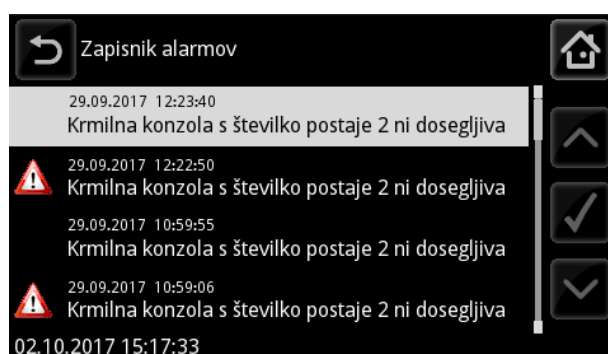 Zapisnik alarmov
29.09.2017 12:23:40
Krmilna konzola s številko postaje 2 ni dosegljiva
29.09.2017 12:22:50
Krmilna konzola s številko postaje 2 ni dosegljiva
29.09.2017 10:59:55
Krmilna konzola s številko postaje 2 ni dosegljiva
29.09.2017 10:59:06
Krmilna konzola s številko postaje 2 ni dosegljiva
02.10.2017 15:17:33